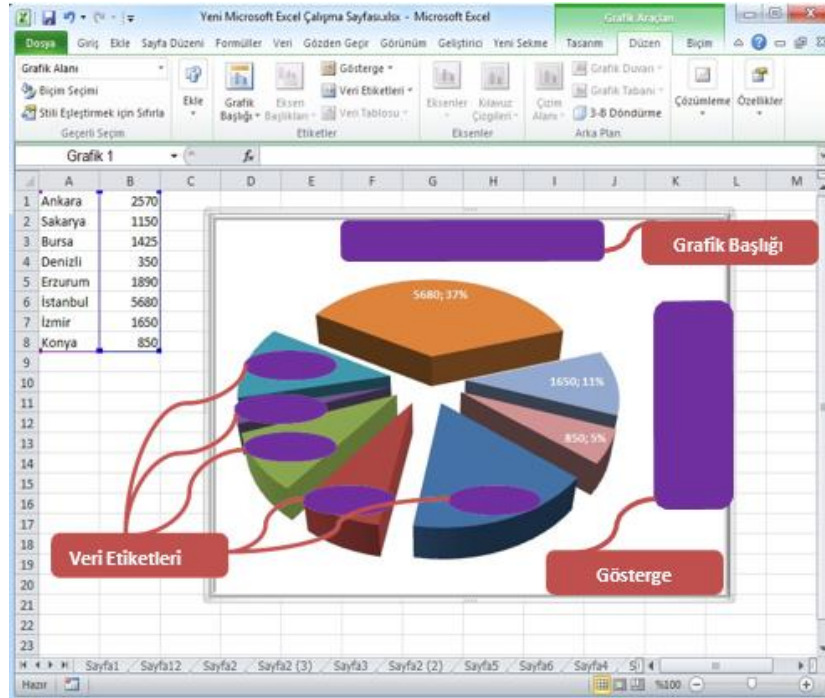 Yeni Microsoft Excel Çalışma Sayfası.xlsx - Microsoft Excel
Grafik Araçları
Dosya Giriş Ekle Sayfa Düzeni Formüller Veri Gözden Geçir Görünüm Geliştirici Yeni Sekme Tasarım Düzen Biçim
Grafik Alanı
Biçim Seçimi
Stili Eşleştirmek için Sıfırla
Geçerli Seçim
Ekle
Grafik Başlığı
Eksen Başlıkları
Gösterge
Veri Etiketleri
Veri Tablosu
Etiketler
Eksenler
Kılavuz Çizgileri
Eksenler
Çizim Alanı
Grafik Duvarı
Grafik Tabanı
3-B Döndürme
Arka Plan
Çözümleme
Özellikler
Grafik 1
fx
A B C D E F G H I J K L M
1 Ankara 2570
2 Sakarya 1150
3 Bursa 1425
4 Denizli 350
5 Erzurum 1890
6 İstanbul 5680
7 İzmir 1650
8 Konya 850
9
10
11
12
13
14
15
16
17
18
19
20
21
22
23
Grafik Başlığı
5680; 37%
1650; 11%
850; 5%
Veri Etiketleri
Gösterge
Sayfa1 Sayfa12 Sayfa2 Sayfa2 (3) Sayfa3 Sayfa2 (2) Sayfa5 Sayfa6 Sayfa4
Hazır
%100